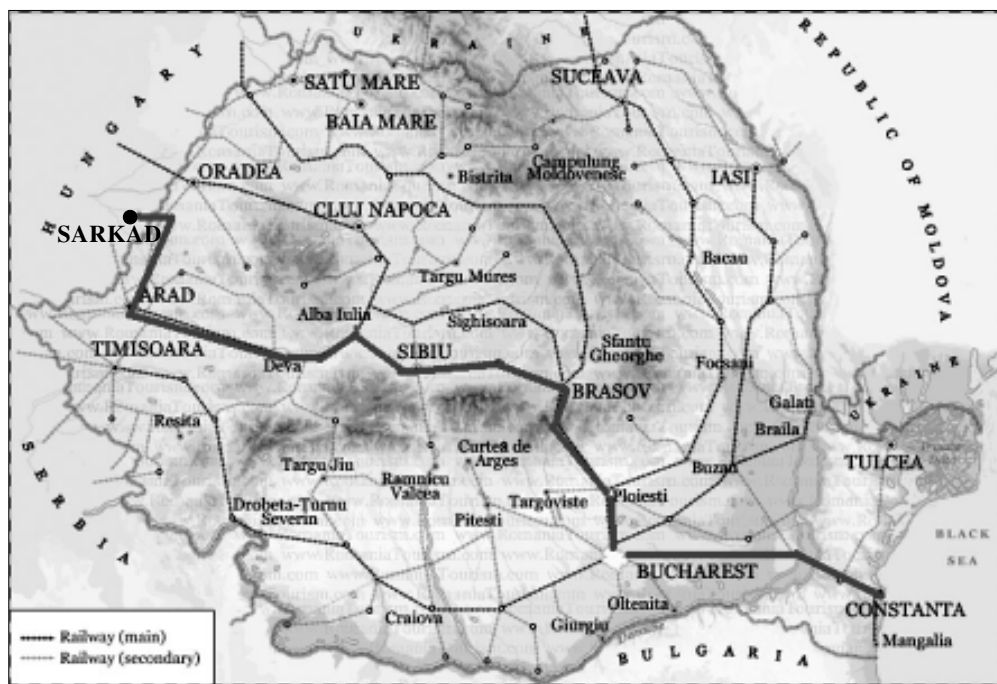 HUNGARY
UKRAINE
REPUBLIC OF MOLDOVA
SATU MARE
SUCEAVA
BAIA MARE
ORADEA
Campulung
Moldovenesc
IASI
Bistrita
CLUJ NAPOCA
SARKAD
Targu Mures
Bacau
ARAD
Alba Iulia
Sighisoara
TIMISOARA
SIBIU
Sfantu
Gheorghe
Focsani
Deva
BRASOV
UKRAINE
Galati
Resita
Braila
Curtea de
Arges
TULCEA
Targu Jiu
Ramnicu
Valcea
Buzau
SERBIA
Drobeta-Turnu
Severin
Targoviste
Ploiesti
Pitesti
BLACK
SEA
BUCHAREST
Oltenita
CONSTANTA
Craiova
Giurgiu
Mangalia
BULGARIA
Railway (main)
Railway (secondary)
www.RomaniaTourism.com